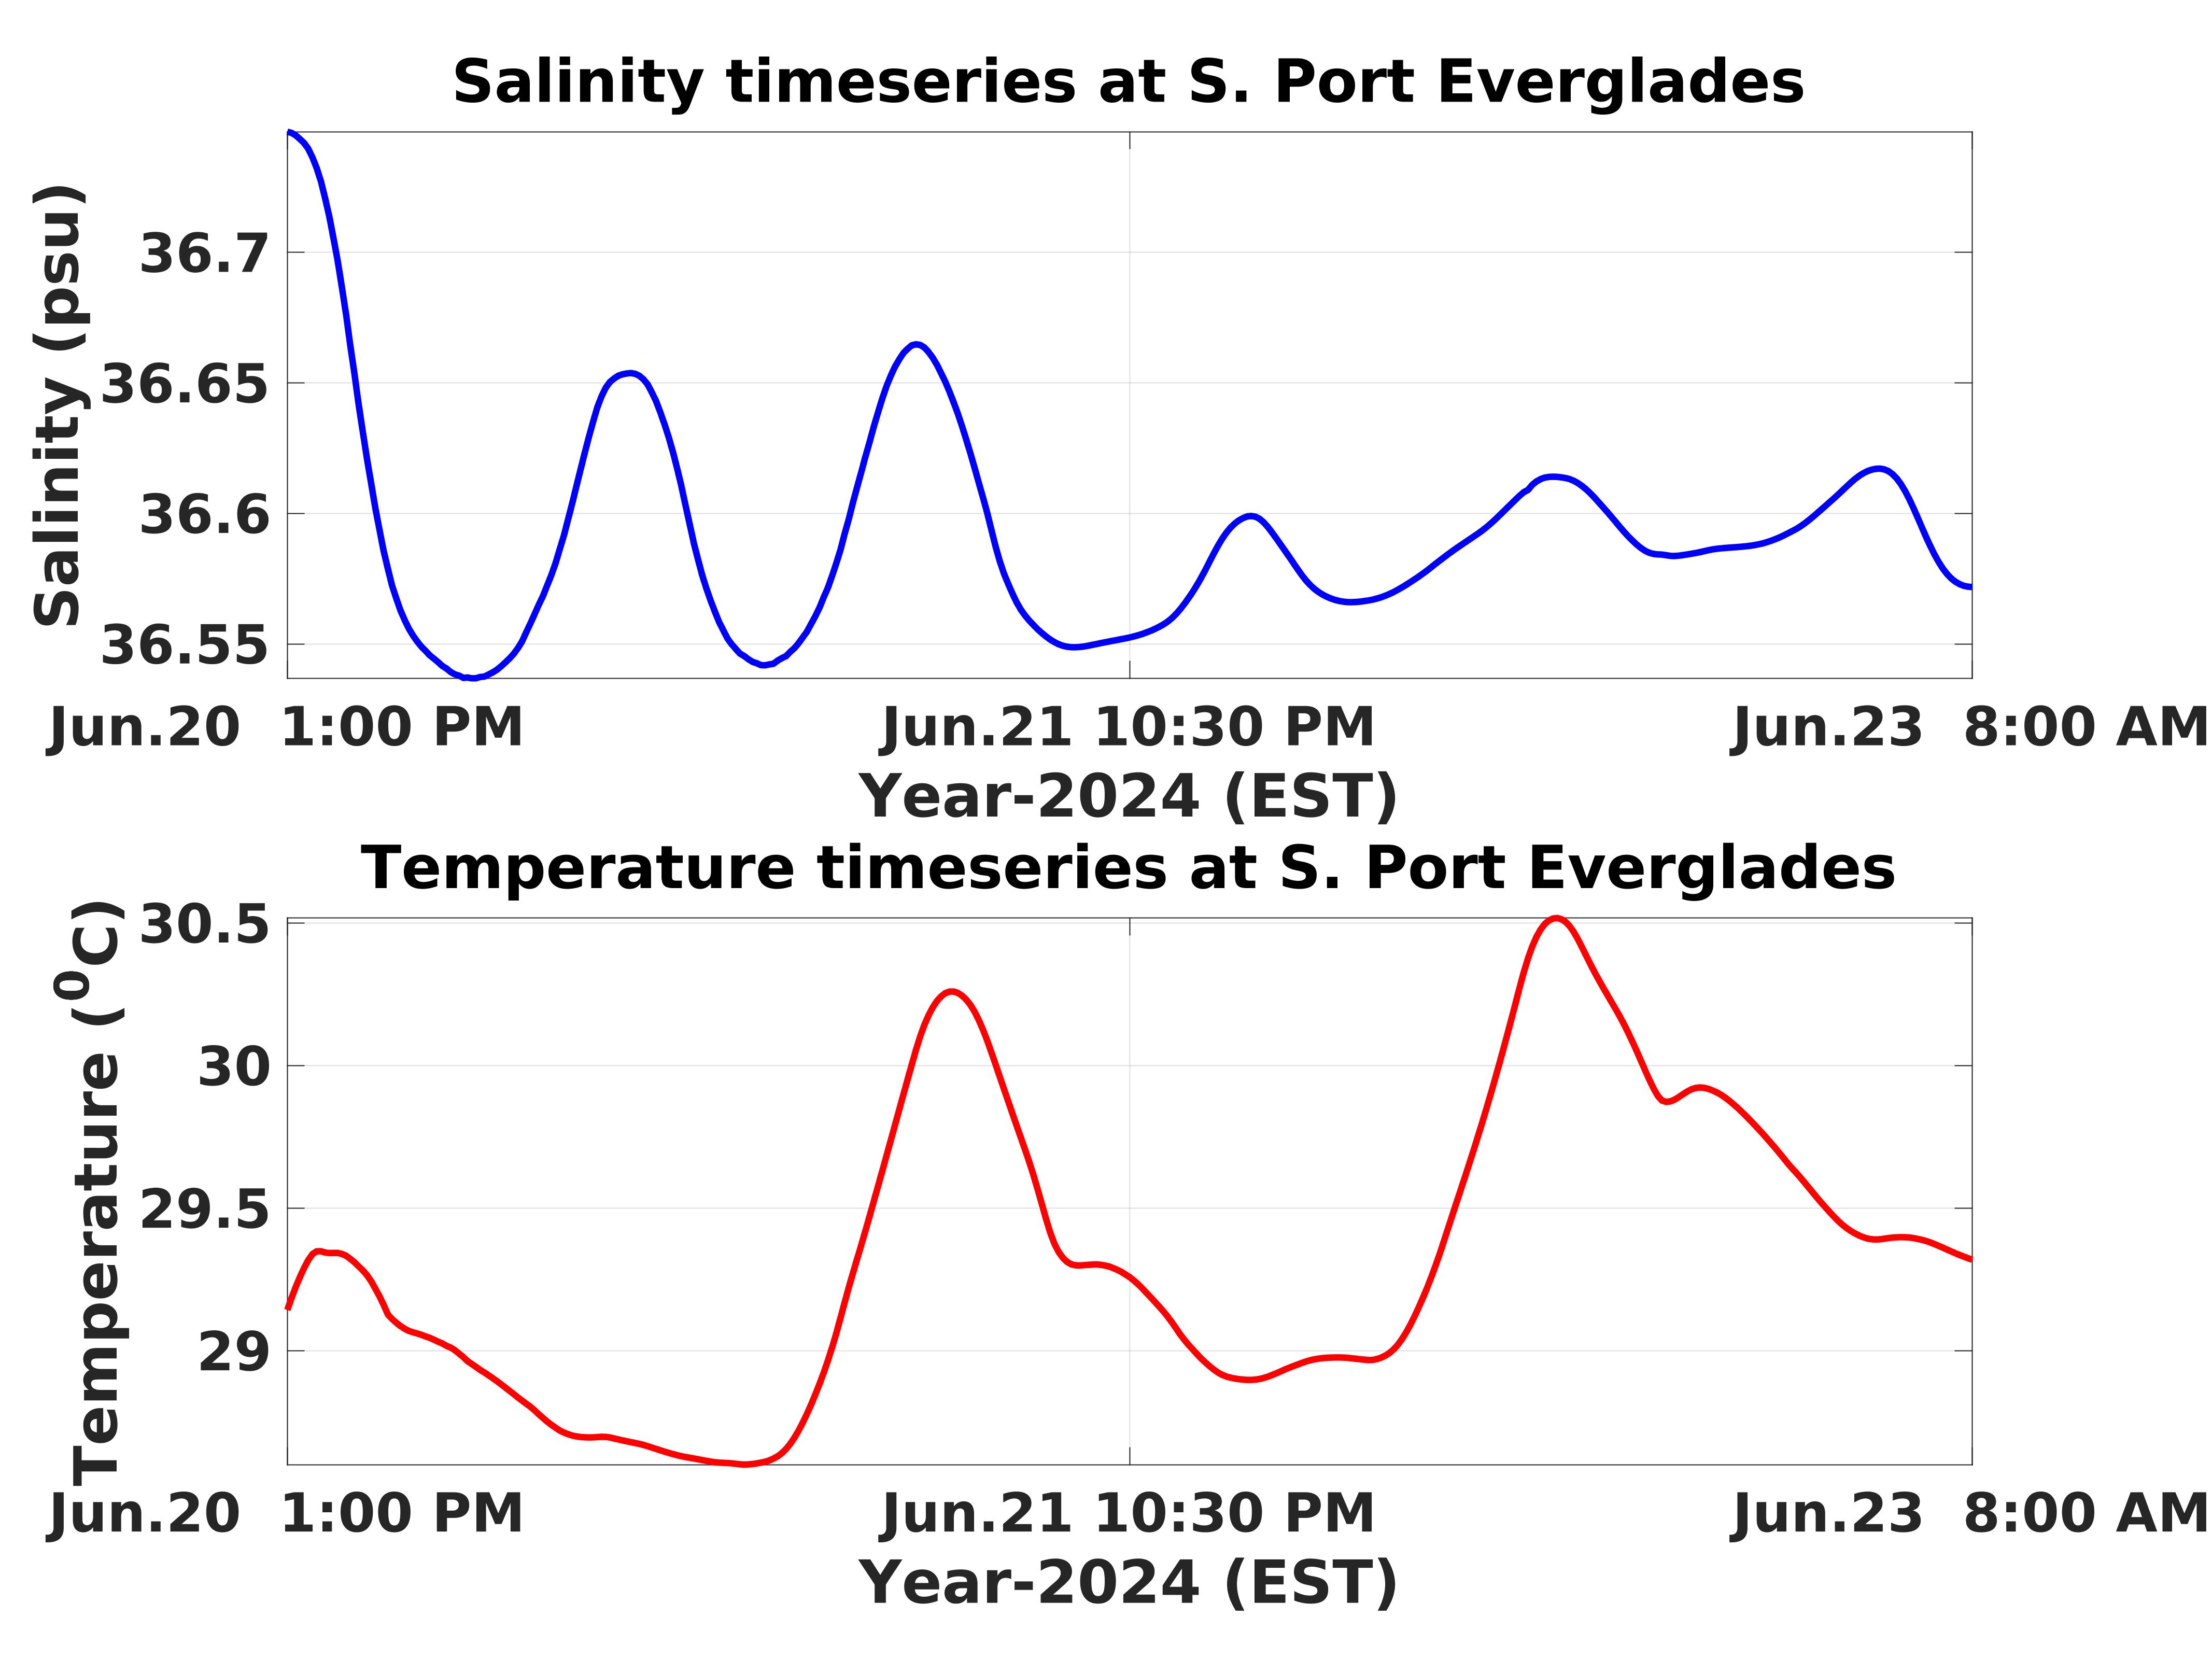 Salinity timeseries at S. Port Everglades
Salinity (psu)
36.7
36.65
36.6
36.55
Jun.20  1:00 PM
Jun.21 10:30 PM
Jun.23  8:00 AM
Year-2024 (EST)
Temperature timeseries at S. Port Everglades
Temperature (⁰C)
30.5
30
29.5
29
Jun.20  1:00 PM
Jun.21 10:30 PM
Jun.23  8:00 AM
Year-2024 (EST)